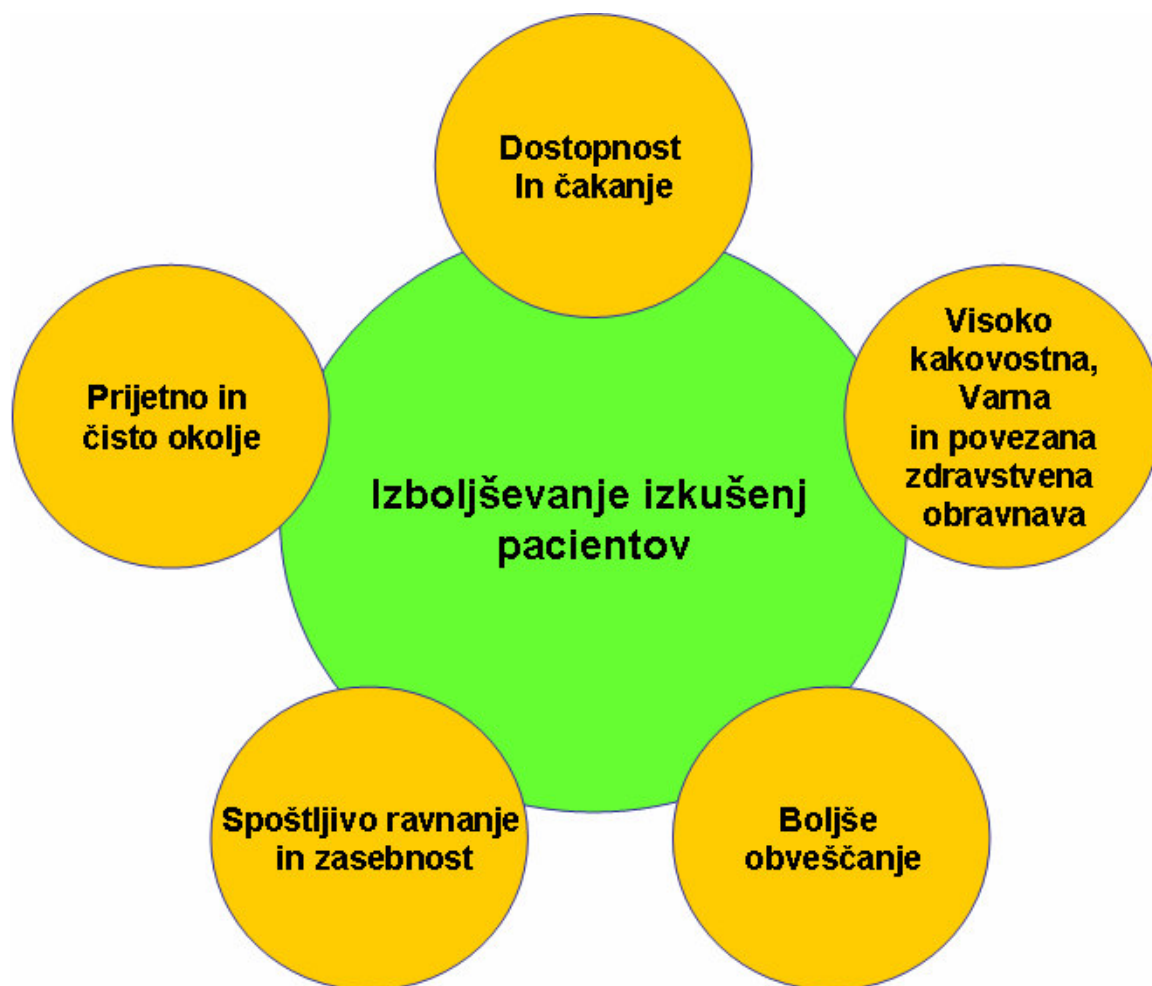 Dostopnost
In čakanje
Visoko
kakovostna,
Varna
in povezana
zdravstvena
obravnava
Prijetno in
čisto okolje
Izboljševanje izkušenj
pacientov
Spoštljivo ravnanje
in zasebnost
Boljše
obveščanje